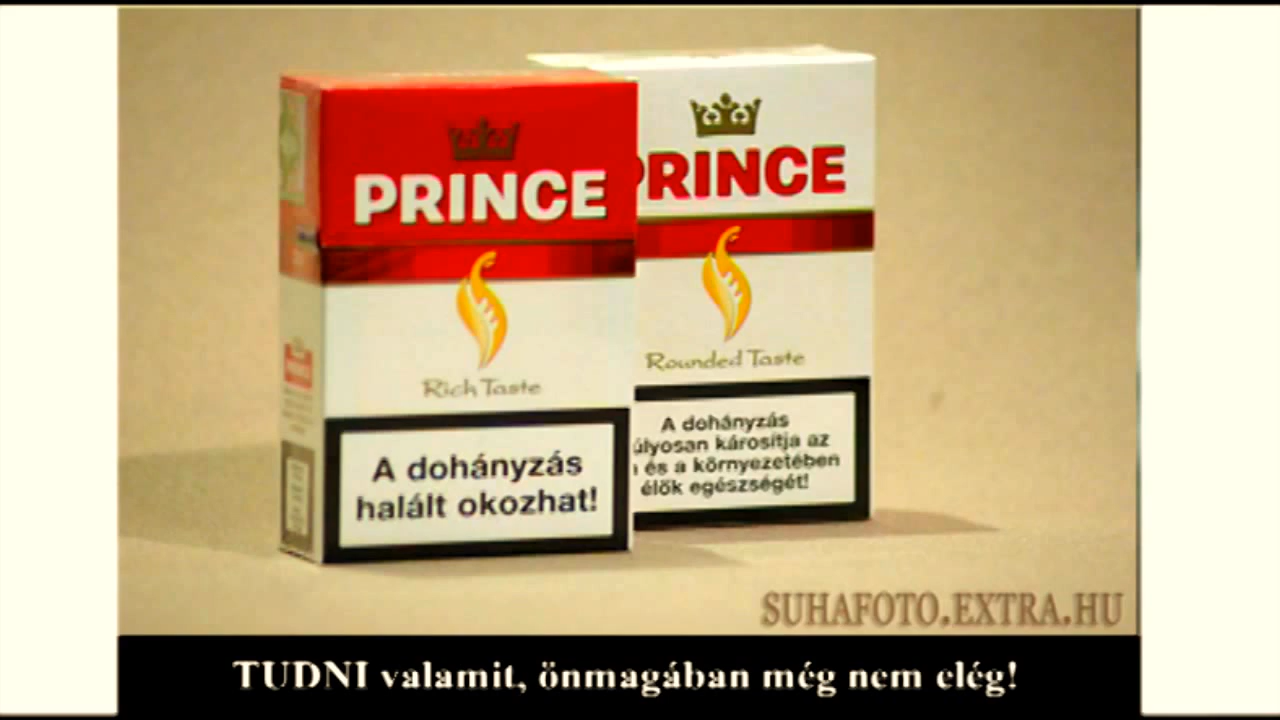 PRINCE
Rich Taste
A dohányzás
halált okozhat!
PRINCE
Rounded Taste
A dohányzás
károsítja az
és a környezetében
élők egészségét!
SUHAFOTO.EXTRA.HU
TUDNI valamit, önmagában még nem elég!